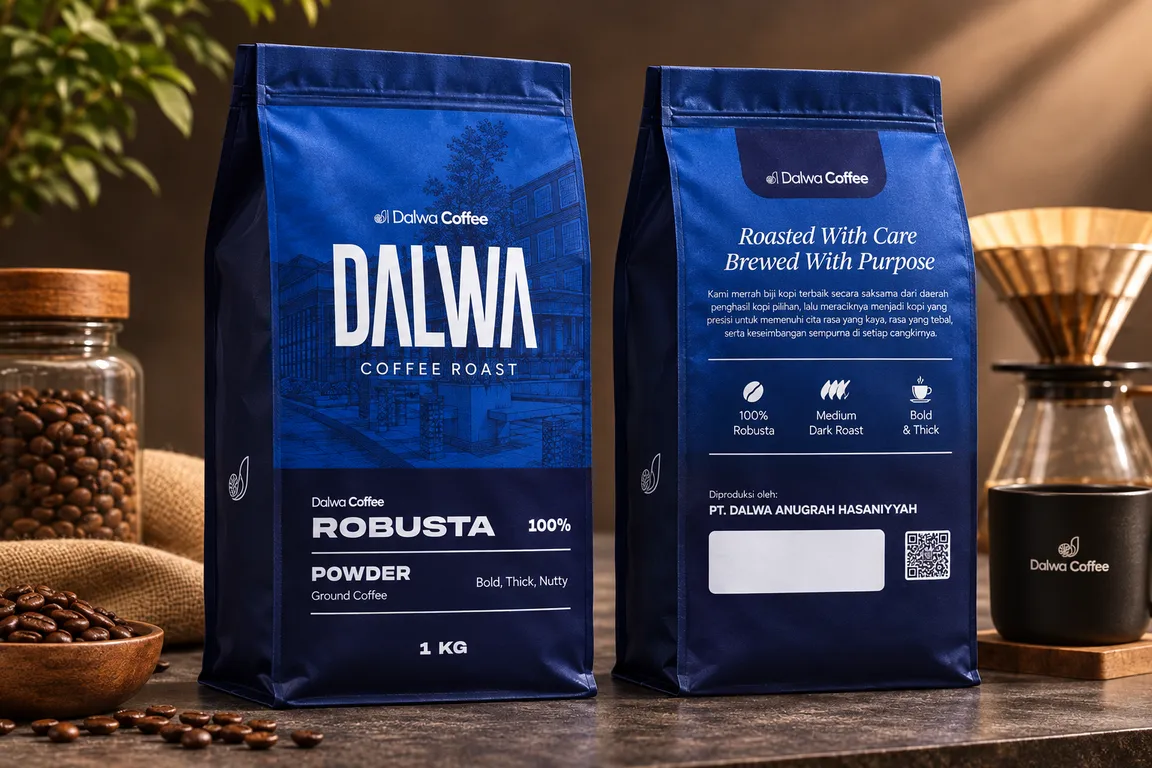 Dalwa Coffee
DALWA
COFFEE ROAST
Dalwa Coffee
ROBUSTA 100%
POWDER
Ground Coffee
Bold, Thick, Nutty
1 KG
Dalwa Coffee
Roasted With Care
Brewed With Purpose
Kami merrah biji kopi terbaik secara saksama dari daerah
penghasil kopi pilihan, lalu meraciknya menjadi kopi yang
presisi untuk memenuhi cita rasa yang kaya, rasa yang tebal,
serta keseimbangan sempurna di setiap cangkirnya.
100%
Robusta
Medium
Dark Roast
Bold
& Thick
Diproduksi oleh:
PT. DALWA ANUGRAH HASANIYYAH
Dalwa Coffee